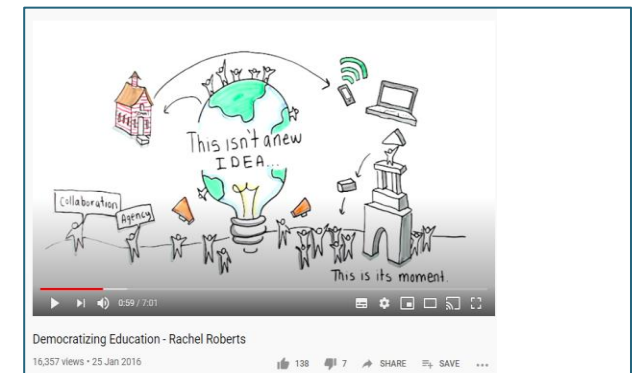 This isn't a new
IDEA...
Collaboration
Agency
This is its moment.
0:59 / 7:01
Democratizing Education - Rachel Roberts
16,357 views • 25 Jan 2016
138
7
SHARE
SAVE